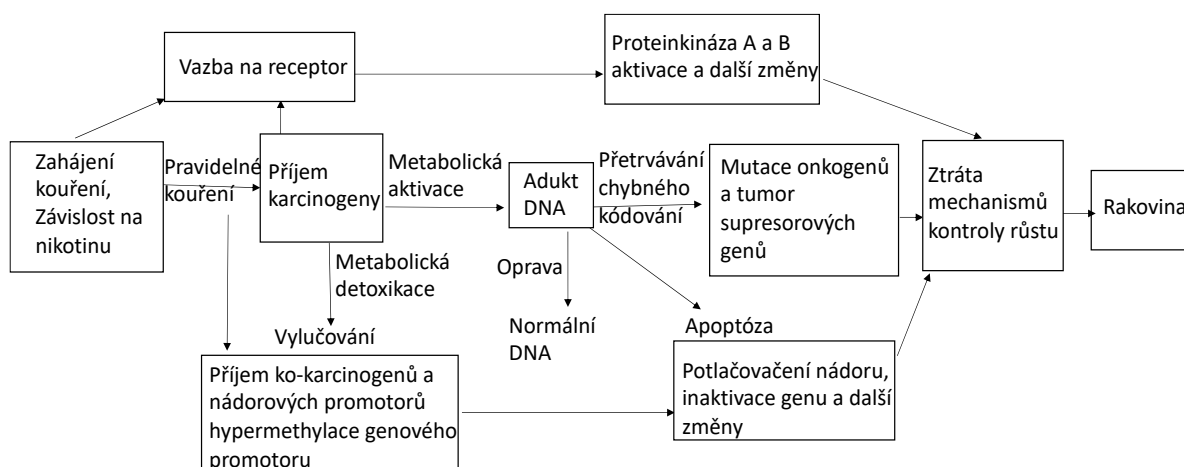 Vazba na receptor
Proteinkináza A a B
aktivace a další změny
Zahájení
kouření,
Závislost na
nikotinu
Pravidelné
kouření
Příjem
karcinogeny
Metabolická
aktivace
Adukt
DNA
Přetrvávání
chybného
kódování
Mutace onkogenů
a tumor
supresorových
genů
Ztráta
mechanismů
kontroly růstu
Rakovina
Metabolická
detoxikace
Oprava
Vylučování
Normální
DNA
Apoptóza
Příjem ko-karcinogenů a
nádorových promotorů
hypermethylace genového
promotoru
Potlačovačení nádoru,
inaktivace genu a další
změny